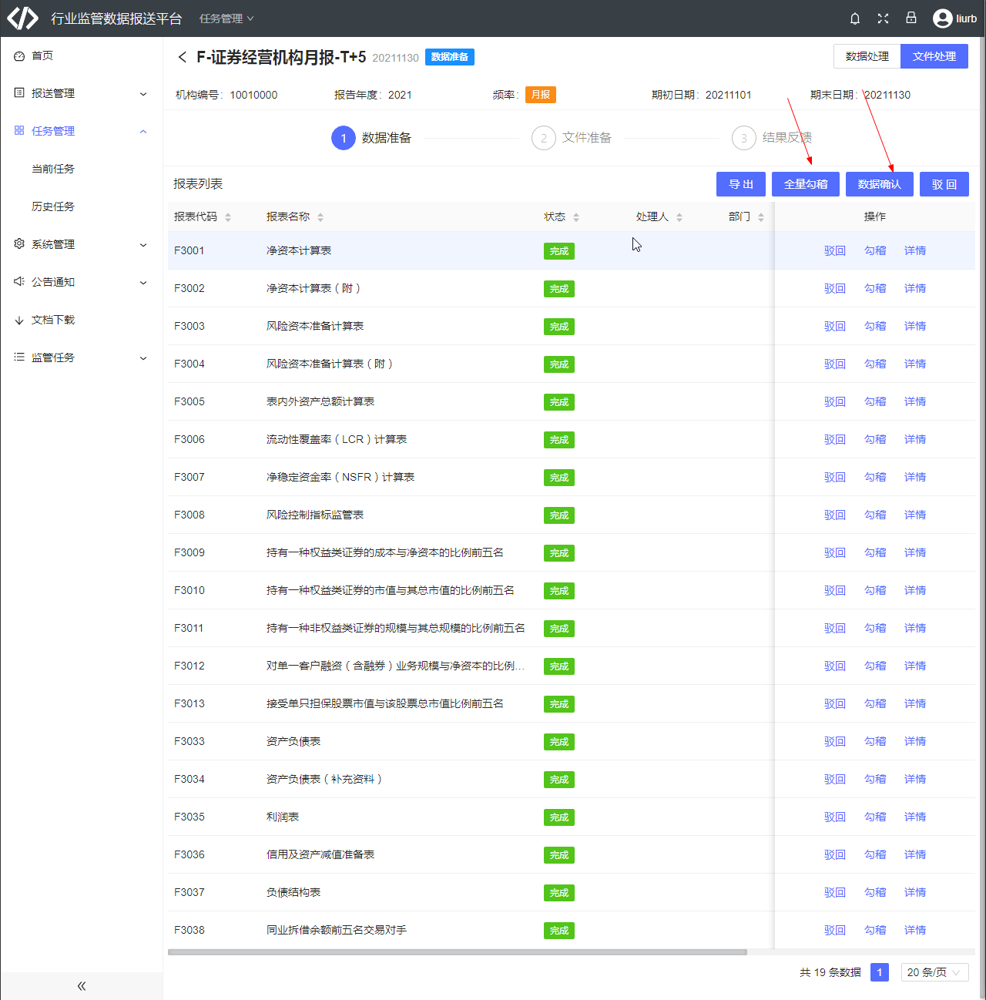 行业监管数据报送平台 任务管理 liurb
首页
报送管理
任务管理
当前任务
历史任务
系统管理
公告通知
文档下载
监管任务
F-证券经营机构月报-T+5 20211130 数据准备 数据处理 文件处理
机构编号：10010000 报告年度：2021 频率：月报 期初日期：20211101 期末日期：20211130
1 数据准备 2 文件准备 3 结果反馈
报表列表 导出 全量勾稽 数据确认 驳回
报表代码 报表名称 状态 处理人 部门 操作
F3001 净资本计算表 完成 驳回 勾稽 详情
F3002 净资本计算表（附） 完成 驳回 勾稽 详情
F3003 风险资本准备计算表 完成 驳回 勾稽 详情
F3004 风险资本准备计算表（附） 完成 驳回 勾稽 详情
F3005 表内外资产总额计算表 完成 驳回 勾稽 详情
F3006 流动性覆盖率（LCR）计算表 完成 驳回 勾稽 详情
F3007 净稳定资金率（NSFR）计算表 完成 驳回 勾稽 详情
F3008 风险控制指标监管表 完成 驳回 勾稽 详情
F3009 持有一种权益类证券的成本与净资本的比例前五名 完成 驳回 勾稽 详情
F3010 持有一种权益类证券的市值与其总市值的比例前五名 完成 驳回 勾稽 详情
F3011 持有一种非权益类证券的规模与其总规模的比例前五名 完成 驳回 勾稽 详情
F3012 对单一客户融资（含融券）业务规模与净资本的比例... 完成 驳回 勾稽 详情
F3013 接受单只担保股票市值与该股票总市值比例前五名 完成 驳回 勾稽 详情
F3033 资产负债表 完成 驳回 勾稽 详情
F3034 资产负债表（补充资料） 完成 驳回 勾稽 详情
F3035 利润表 完成 驳回 勾稽 详情
F3036 信用及资产减值准备表 完成 驳回 勾稽 详情
F3037 负债结构表 完成 驳回 勾稽 详情
F3038 同业拆借余额前五名交易对手 完成 驳回 勾稽 详情
共 19 条数据 1 20 条/页